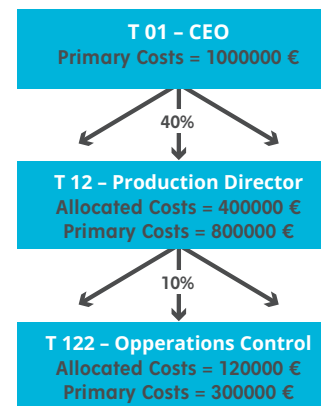 T 01 – CEO
Primary Costs = 1000000 €
40%
T 12 – Production Director
Allocated Costs = 400000 €
Primary Costs = 800000 €
10%
T 122 – Opperations Control
Allocated Costs = 120000 €
Primary Costs = 300000 €